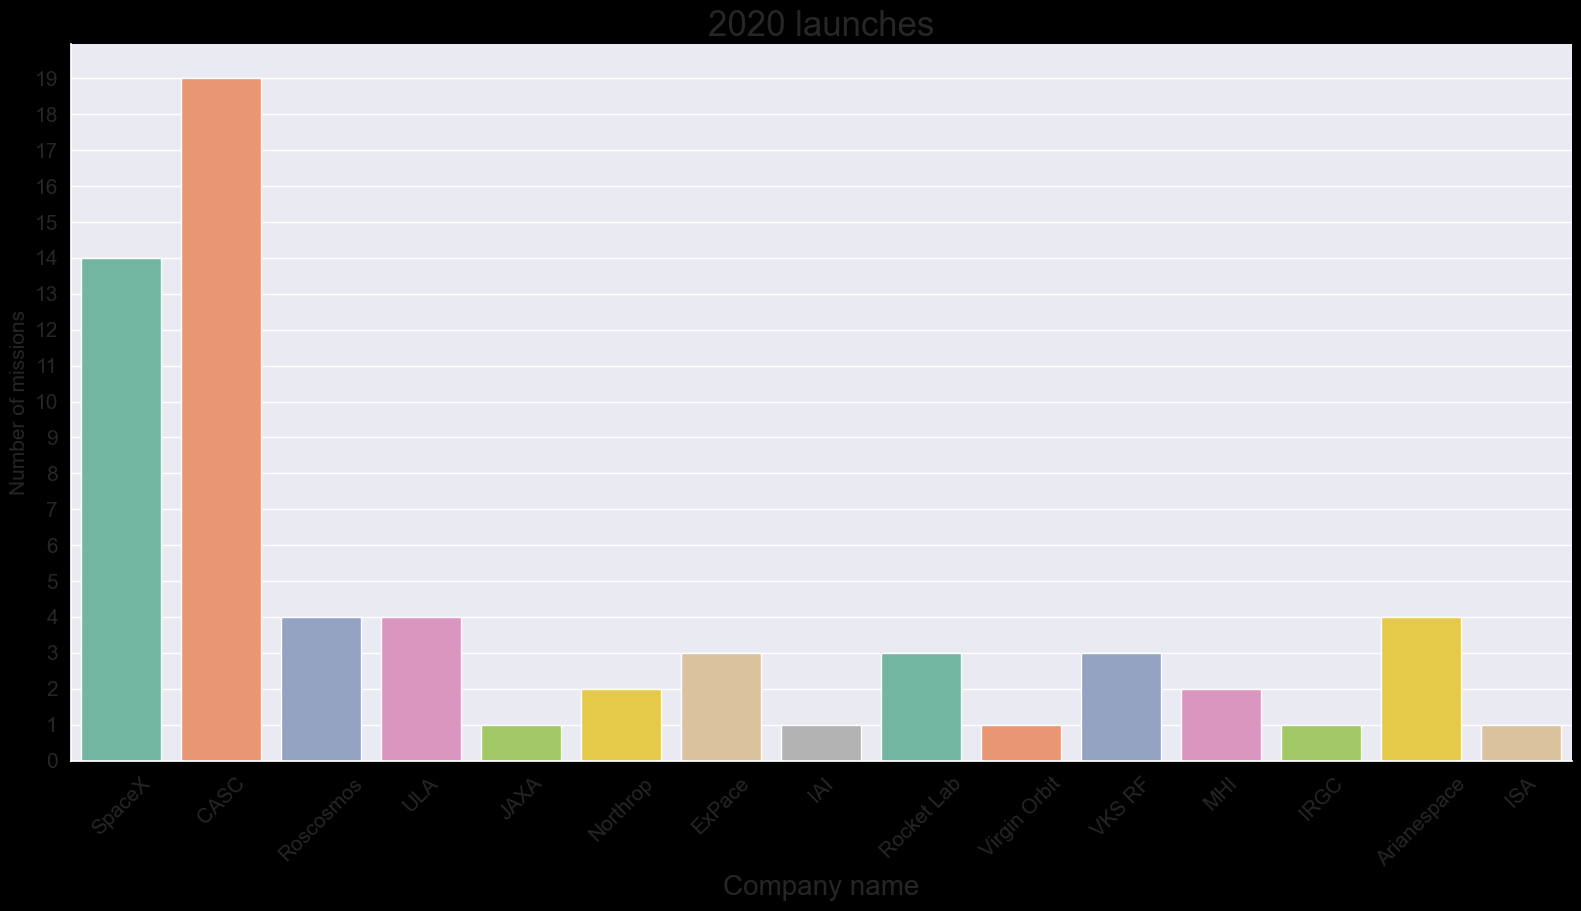 2020 launches
Number of missions
19
18
17
16
15
14
13
12
11
10
9
8
7
6
5
4
3
2
1
0
SpaceX
CASC
Roscosmos
ULA
JAXA
Northrop
ExPace
IAI
Rocket Lab
Virgin Orbit
VKS RF
MHI
IRGC
Arianespace
ISA
Company name